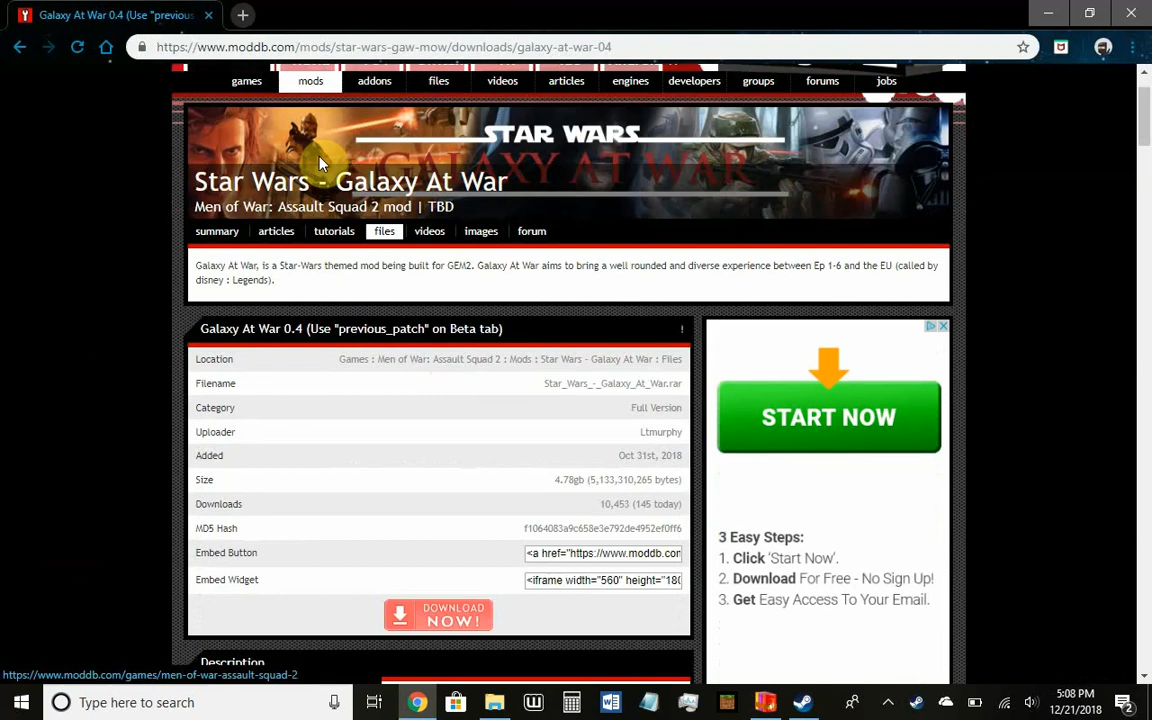 Galaxy At War 0.4 (Use "previous
https://www.moddb.com/mods/star-wars-gaw-mow/downloads/galaxy-at-war-04
games mods addons files videos articles engines developers groups forums jobs
STAR WARS
GALAXY AT WAR
Star Wars - Galaxy At War
Men of War: Assault Squad 2 mod | TBD
summary articles tutorials files videos images forum
Galaxy At War, is a Star-Wars themed mod being built for GEM2. Galaxy At War aims to bring a well rounded and diverse experience between Ep 1-6 and the EU (called by
disney : Legends).
Galaxy At War 0.4 (Use "previous_patch" on Beta tab) !
Location Games : Men of War: Assault Squad 2 : Mods : Star Wars - Galaxy At War : Files
Filename Star_Wars_-_Galaxy_At_War.rar
Category Full Version
Uploader Ltmurphy
Added Oct 31st, 2018
Size 4.78gb (5,133,310,265 bytes)
Downloads 10,453 (145 today)
MD5 Hash f1064083a9c658e3e792de4952ef0ff6
Embed Button <a href="https://www.moddb.con
Embed Widget <iframe width="560" height="180
DOWNLOAD
NOW!
Description
START NOW
3 Easy Steps:
1. Click 'Start Now'.
2. Download For Free - No Sign Up!
3. Get Easy Access To Your Email.
https://www.moddb.com/games/men-of-war-assault-squad-2
Type here to search
5:08 PM
12/21/2018
2